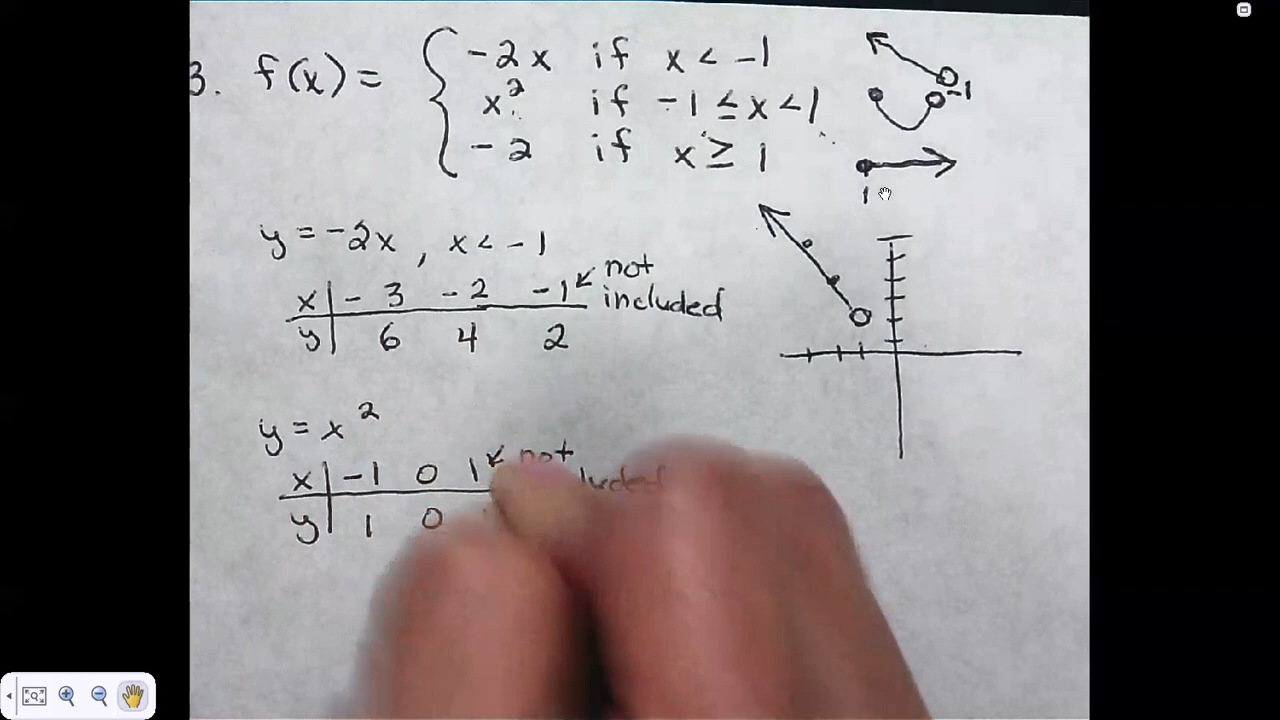 3. f(x) = { -2x if x < -1
x² if -1 ≤ x < 1
-2 if x ≥ 1
-1
1
y = -2x , x < -1
x | -3 -2 -1 ↙ not included
y | 6 4 2
y = x²
x | -1 0 1 ↙ not
y | 1 0